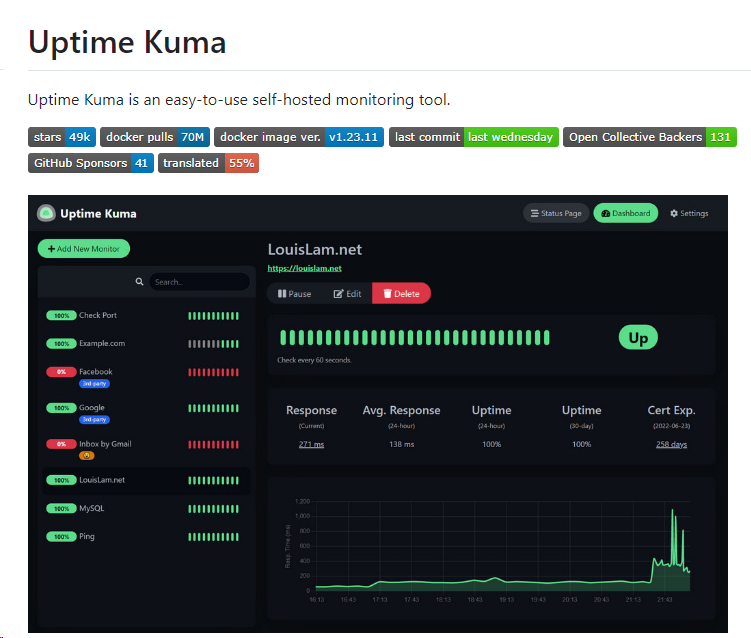 Uptime Kuma
Uptime Kuma is an easy-to-use self-hosted monitoring tool.
stars 49k docker pulls 70M docker image ver. v1.23.11 last commit last wednesday Open Collective Backers 131
GitHub Sponsors 41 translated 55%
Uptime Kuma Status Page Dashboard Settings
+ Add New Monitor
Search..
100% Check Port
100% Example.com
0% Facebook
3rd-party
100% Google
3rd-party
0% Inbox by Gmail
100% LouisLam.net
100% MySQL
100% Ping
LouisLam.net
https://louislam.net
Pause Edit Delete
Up
Check every 60 seconds.
Response Avg. Response Uptime Uptime Cert Exp.
(Current) (24-hour) (24-hour) (30-day) (2022-06-23)
271 ms 138 ms 100% 100% 258 days
Resp. Time (ms)
1,200
1,000
800
600
400
200
0
16:13 16:43 17:13 17:43 18:13 18:43 19:13 19:43 20:13 20:43 21:13 21:43